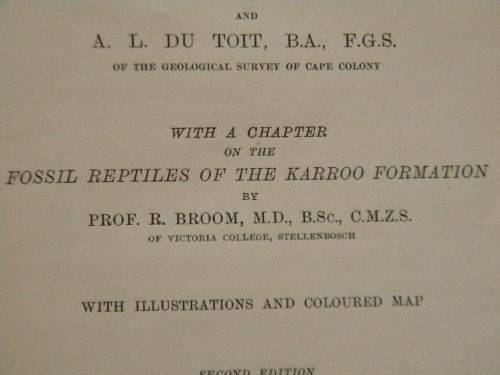 AND
A. L. DU TOIT, B.A., F.G.S.
OF THE GEOLOGICAL SURVEY OF CAPE COLONY
WITH A CHAPTER
ON THE
FOSSIL REPTILES OF THE KARROO FORMATION
BY
PROF. R. BROOM, M.D., B.Sc., C.M.Z.S.
OF VICTORIA COLLEGE, STELLENBOSCH
WITH ILLUSTRATIONS AND COLOURED MAP
SECOND EDITION